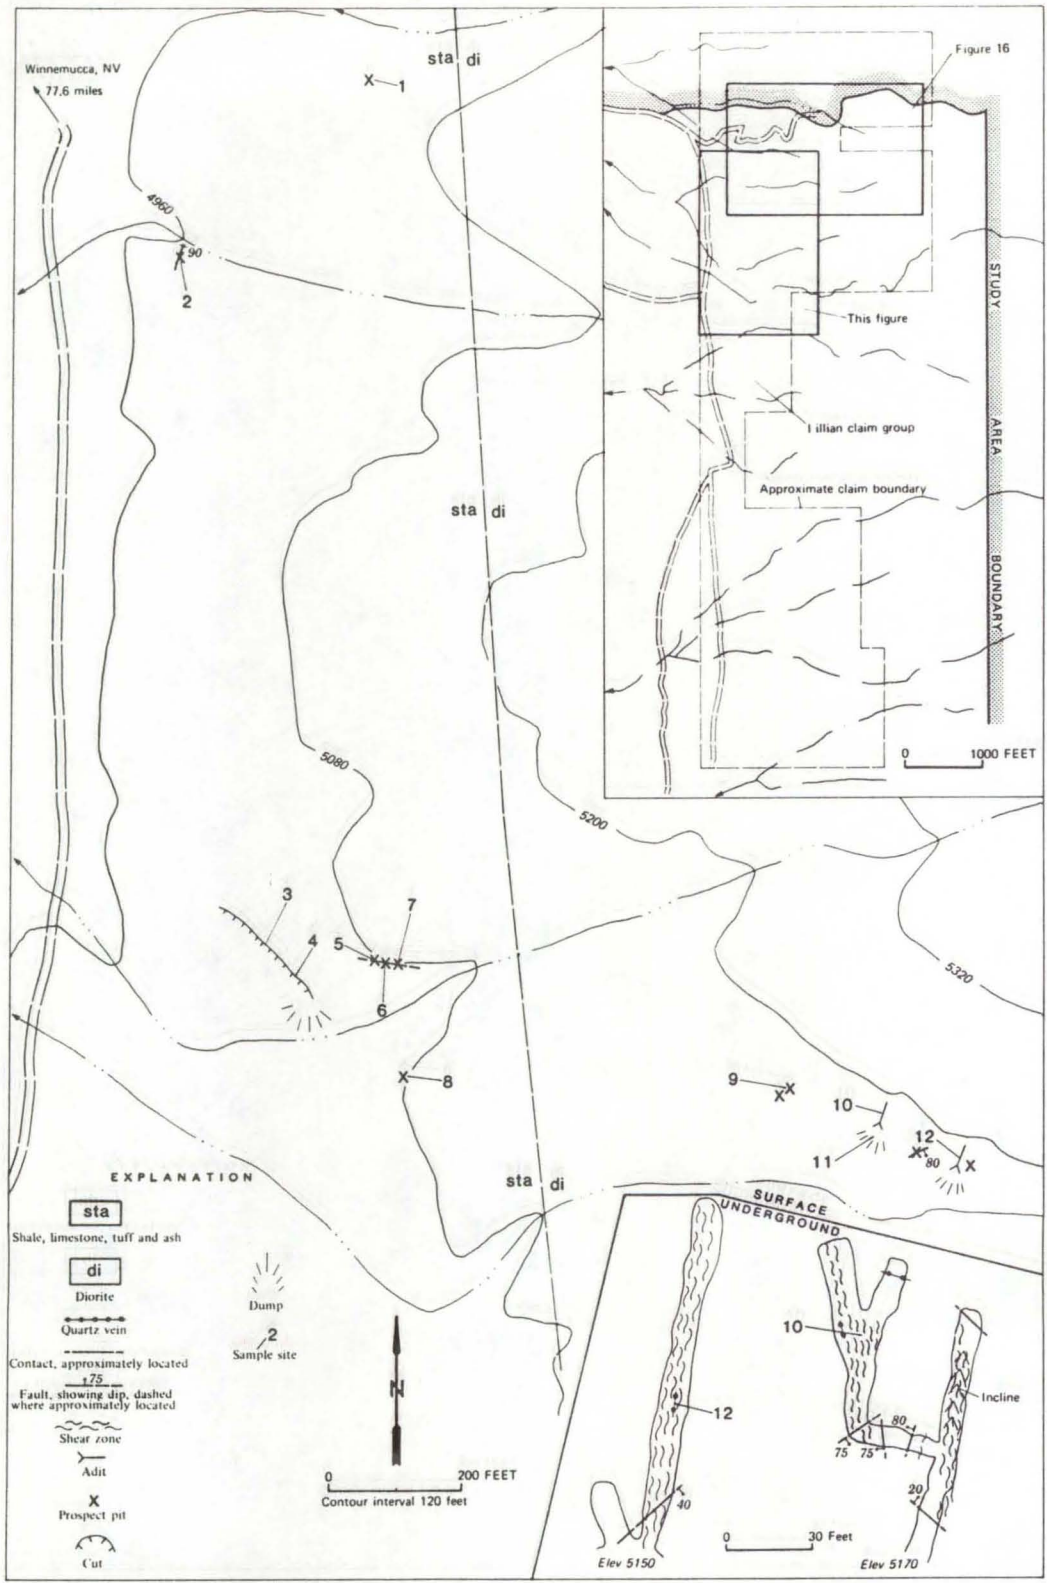 Winnemucca, NV
77.6 miles
sta di
1
4960
90
2
Figure 16
STUDY AREA BOUNDARY
This figure
Lillian claim group
Approximate claim boundary
0 1000 FEET
sta di
5080
5200
5320
3
4
5
6
7
8
9
10
11
12
80
sta di
EXPLANATION
sta
Shale, limestone, tuff and ash
di
Diorite
Quartz vein
Contact, approximately located
75
Fault, showing dip, dashed
where approximately located
Shear zone
Adit
X
Prospect pit
Cut
Dump
2
Sample site
N
0 200 FEET
Contour interval 120 feet
SURFACE
UNDERGROUND
12
40
Elev 5150
10
75 75
80
20
Incline
Elev 5170
0 30 Feet